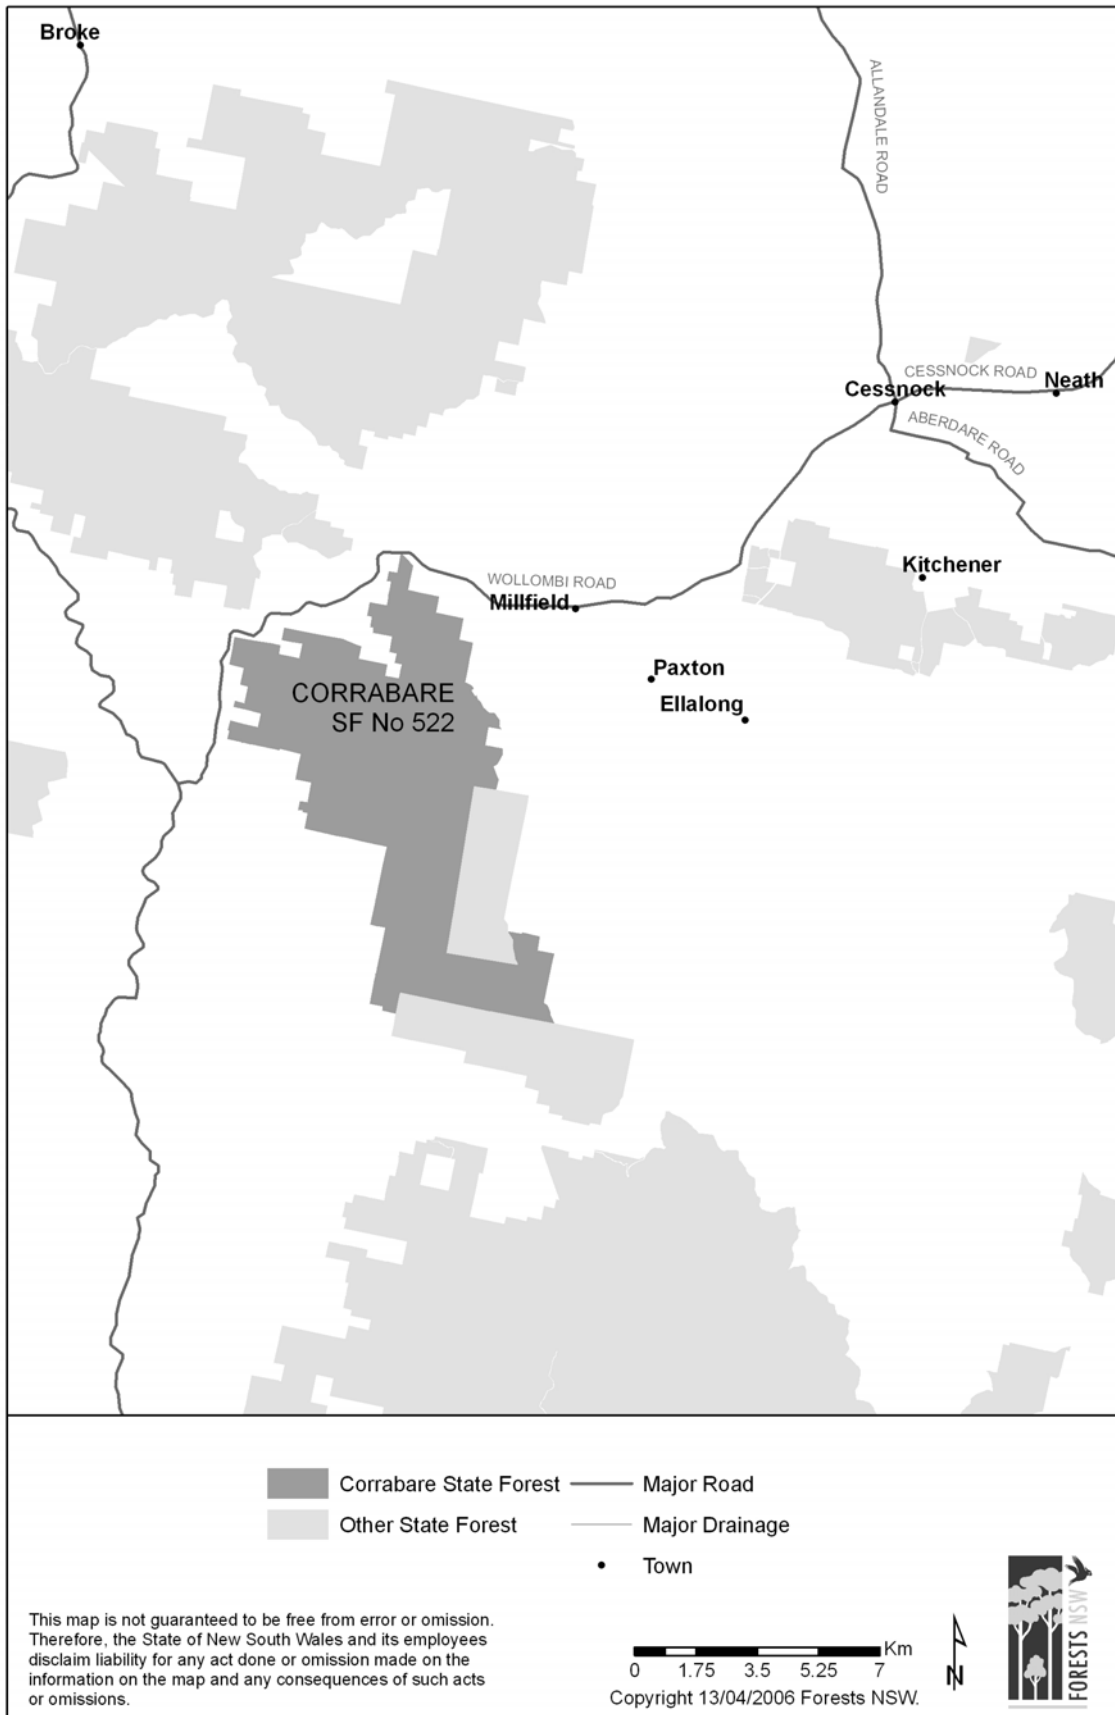 Broke
ALLANDALE ROAD
CESSNOCK ROAD
Neath
Cessnock
ABERDARE ROAD
Kitchener
WOLLOMBI ROAD
Millfield
Paxton
Ellalong
CORRABARE
SF No 522
Corrabare State Forest
Major Road
Other State Forest
Major Drainage
Town
This map is not guaranteed to be free from error or omission.
Therefore, the State of New South Wales and its employees
disclaim liability for any act done or omission made on the
information on the map and any consequences of such acts
or omissions.
Km
0 1.75 3.5 5.25 7
Copyright 13/04/2006 Forests NSW.
N
FORESTS NSW